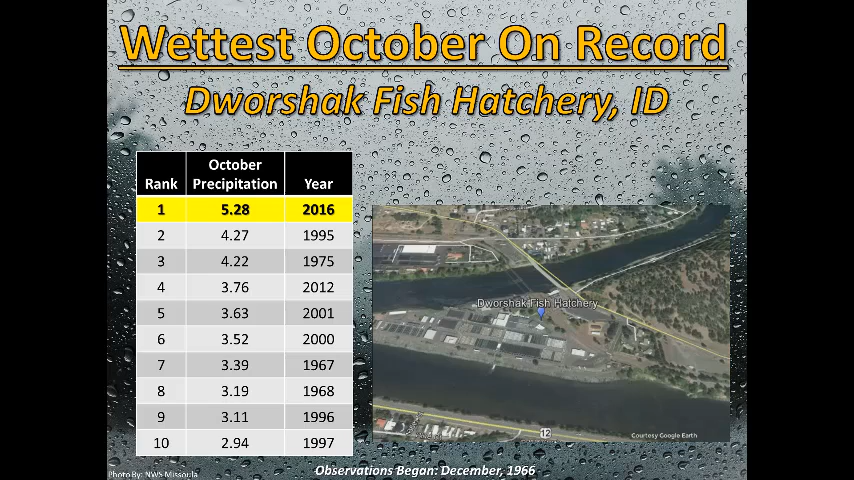 Wettest October On Record
Dworshak Fish Hatchery, ID
Rank October Precipitation Year
1 5.28 2016
2 4.27 1995
3 4.22 1975
4 3.76 2012
5 3.63 2001
6 3.52 2000
7 3.39 1967
8 3.19 1968
9 3.11 1996
10 2.94 1997
Dworshak Fish Hatchery
12
Courtesy Google Earth
Photo By: NWS Missoula
Observations Began: December, 1966